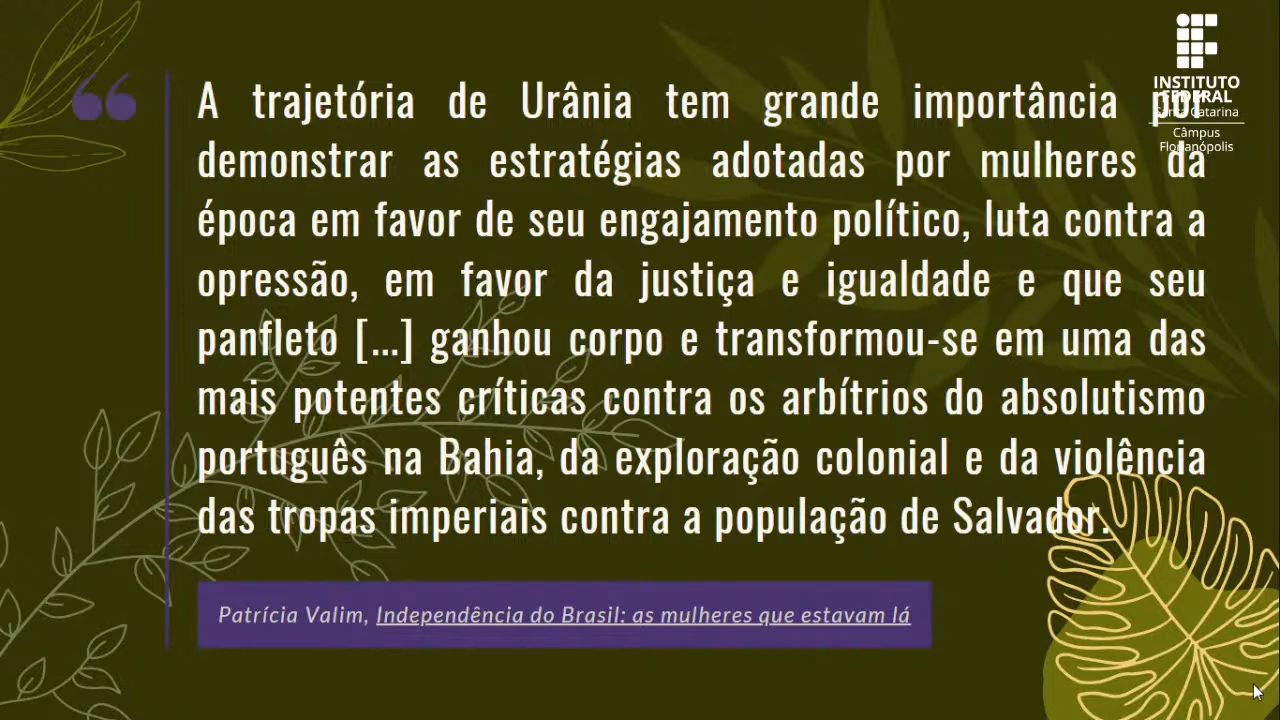 INSTITUTO
FEDERAL
Santa Catarina
Câmpus
Florianópolis
A trajetória de Urânia tem grande importância por
demonstrar as estratégias adotadas por mulheres da
época em favor de seu engajamento político, luta contra a
opressão, em favor da justiça e igualdade e que seu
panfleto [...] ganhou corpo e transformou-se em uma das
mais potentes críticas contra os arbítrios do absolutismo
português na Bahia, da exploração colonial e da violência
das tropas imperiais contra a população de Salvador.
Patrícia Valim, Independência do Brasil: as mulheres que estavam lá